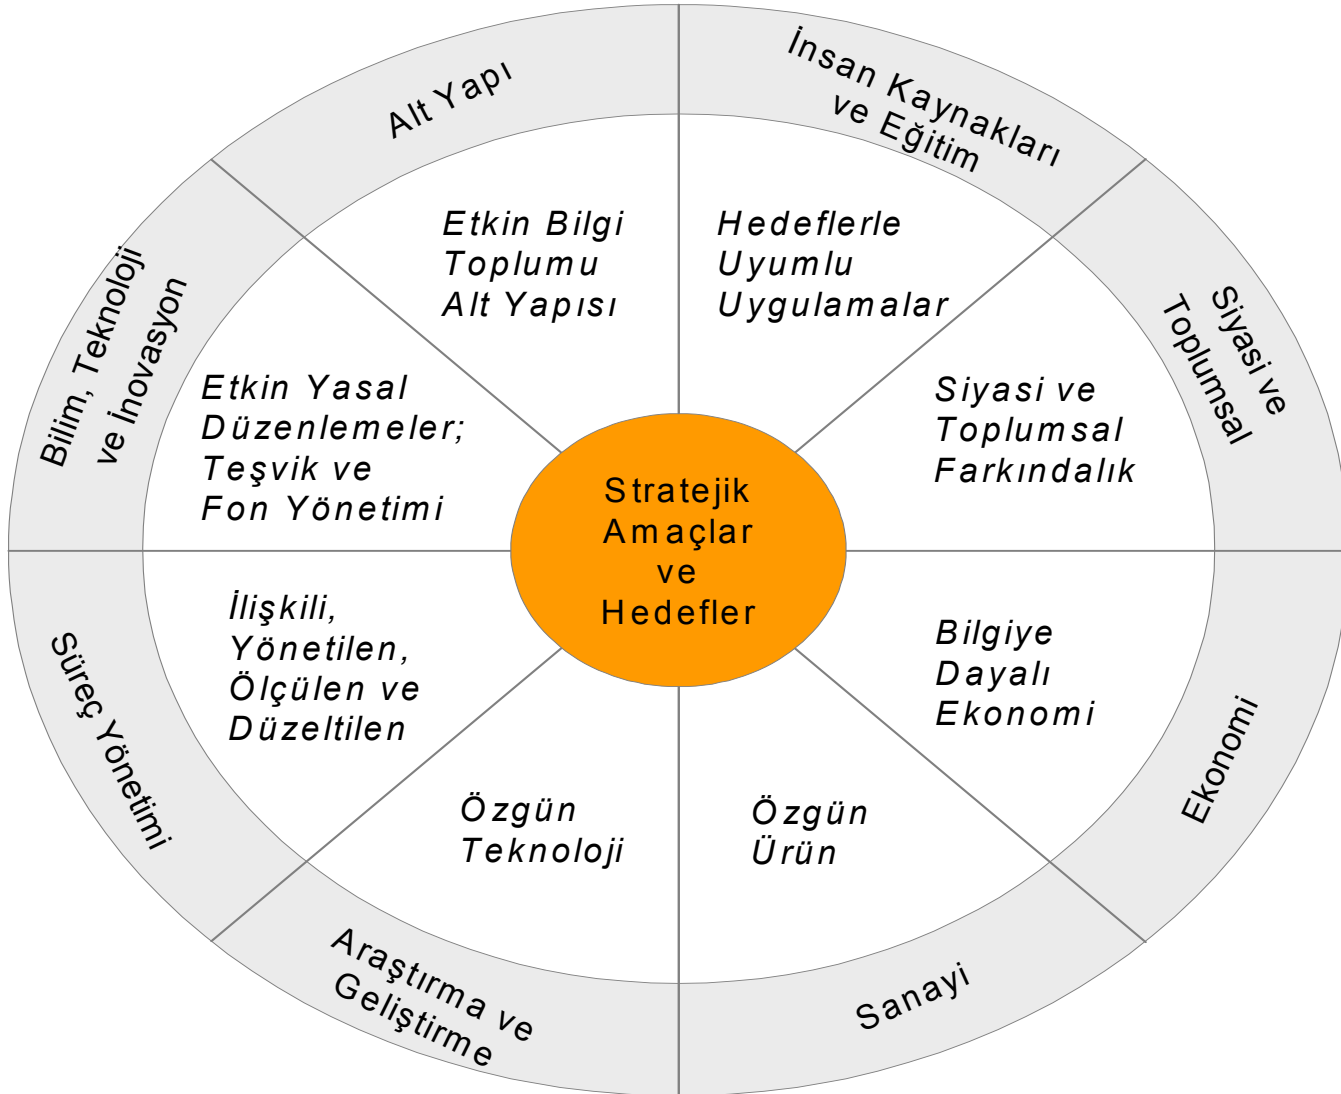 Alt Yapı
İnsan Kaynakları
ve Eğitim
Siyasi ve
Toplumsal
Ekonomi
Sanayi
Araştırma ve
Geliştirme
Süreç Yönetimi
Bilim, Teknoloji
ve İnovasyon
Etkin Bilgi
Toplumu
Alt Yapısı
Hedeflerle
Uyumlu
Uygulamalar
Siyasi ve
Toplumsal
Farkındalık
Bilgiye
Dayalı
Ekonomi
Özgün
Ürün
Özgün
Teknoloji
İlişkili,
Yönetilen,
Ölçülen ve
Düzeltilen
Etkin Yasal
Düzenlemeler;
Teşvik ve
Fon Yönetimi
Stratejik
Amaçlar
ve
Hedefler